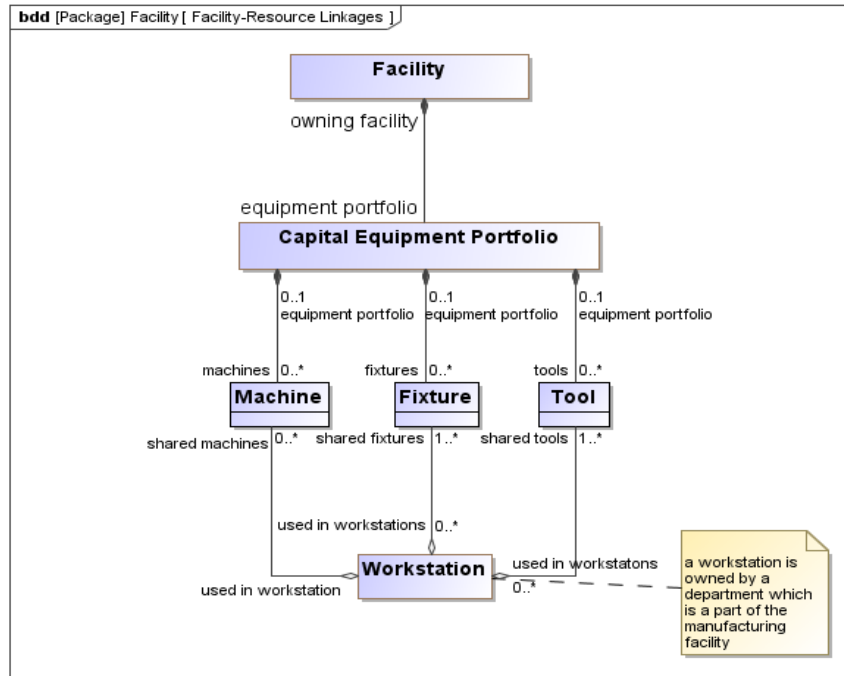 bdd [Package] Facility [ Facility-Resource Linkages ]
Facility
owning facility
equipment portfolio
Capital Equipment Portfolio
0..1 0..1 0..1
equipment portfolio equipment portfolio equipment portfolio
machines 0..* fixtures 0..* tools 0..*
Machine Fixture Tool
shared machines 0..* shared fixtures 1..* shared tools 1..*
used in workstations 0..*
Workstation
used in workstation
used in workstatons
0..*
a workstation is
owned by a
department which
is a part of the
manufacturing
facility